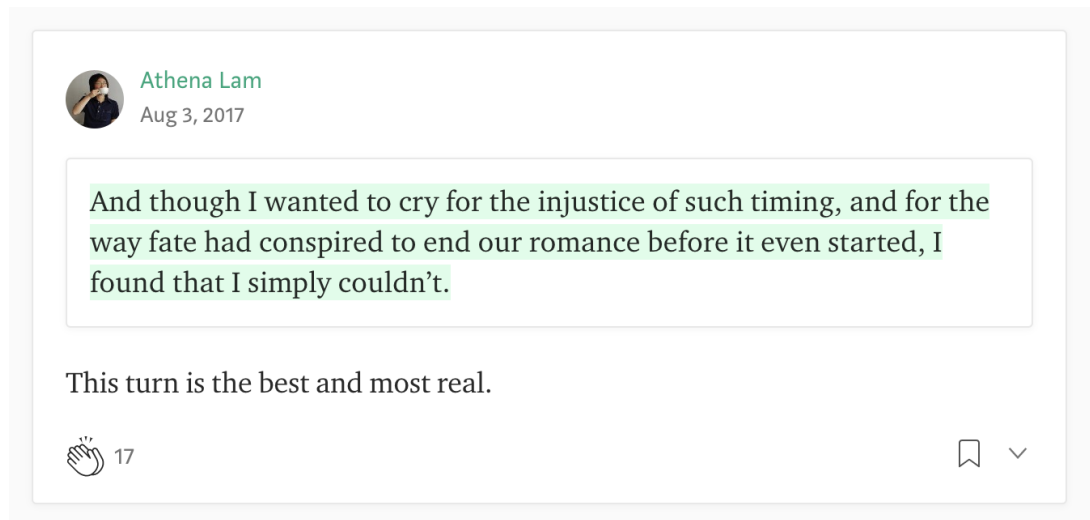 Athena Lam
Aug 3, 2017
And though I wanted to cry for the injustice of such timing, and for the
way fate had conspired to end our romance before it even started, I
found that I simply couldn’t.
This turn is the best and most real.
17